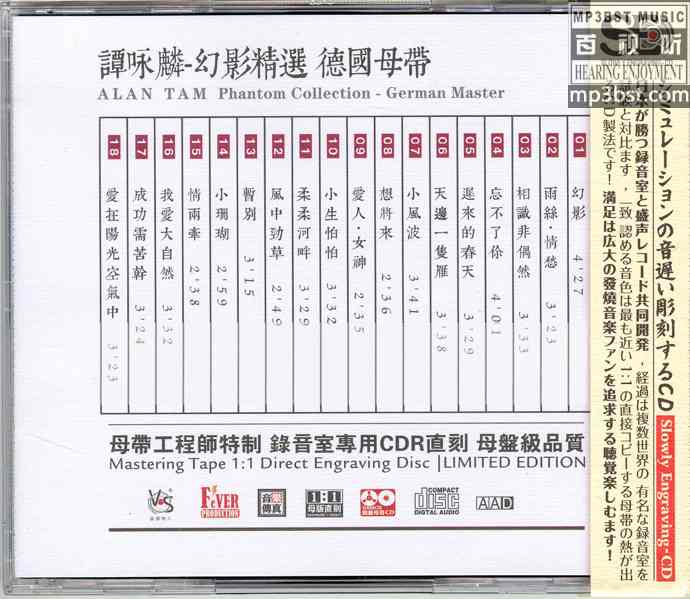 譚咏麟-幻影精選 德國母帶
ALAN TAM Phantom Collection - German Master
01 幻影 4'27
02 雨絲·情愁 3'23
03 相識非偶然 3'33
04 忘不了你 4'01
05 遲來的春天 3'29
06 天邊一隻雁 3'38
07 小風波 3'41
08 想將來 2'36
09 愛人·女神 2'35
10 小生怕怕 3'32
11 柔柔河畔 3'29
12 風中勁草 2'49
13 暫別 3'15
14 小珊瑚 2'59
15 情兩牽 2'38
16 我愛大自然 3'32
17 成功需苦幹 3'24
18 愛在陽光空氣中 3'23
母帶工程師特制 錄音室專用CDR直刻 母盤級品質
Mastering Tape 1:1 Direct Engraving Disc |LIMITED EDITION
FEVER
PRODUCTION
音樂
傳真
1:1
母版直刻
COMPACT
disc
DIGITAL AUDIO
AAD
MP3BST MUSIC
百視听
HEARING ENJOYMENT
mp3bst.com
シミュレーションの音遅い彫刻するCD Slowly Engraving-CD
が勝つ録音室と盛声レコード共同開発，経過は複数世界の 有名な録音室を
と対比ます，一致 認める音色は最も近い 1:1 の直接コピーする母帯の熱が出
CD製法です! 満足は広大の發燒音楽ファンを追求する聴覚楽しむます!